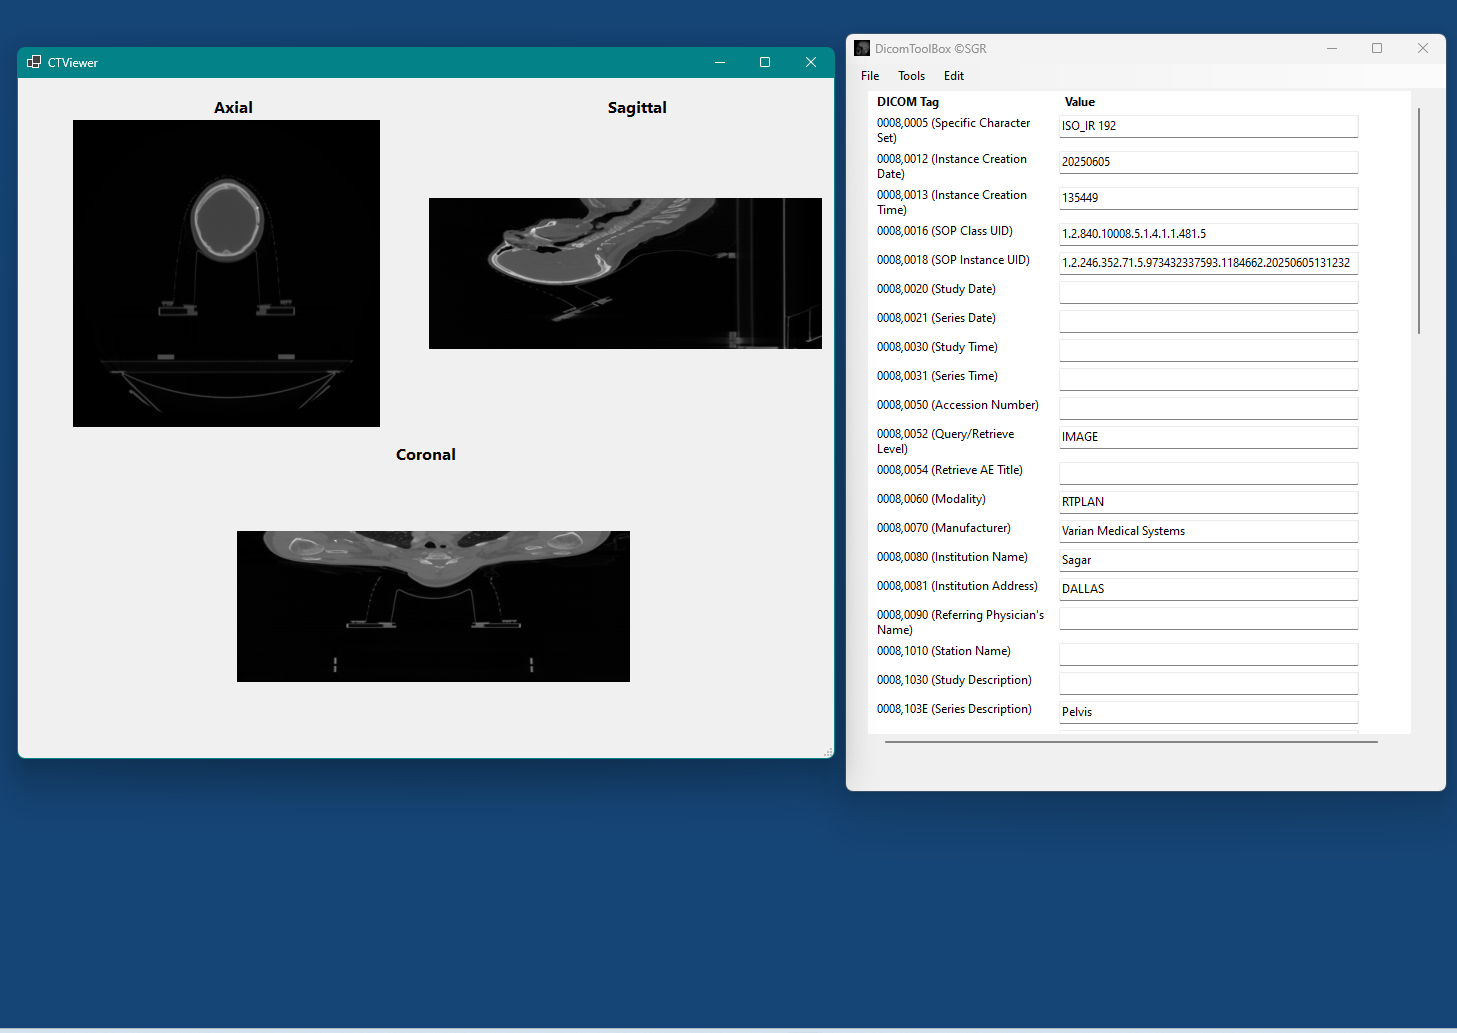 CTViewer
Axial
Sagittal
Coronal
DicomToolBox ©SGR
File Tools Edit
DICOM Tag Value
0008,0005 (Specific Character
Set)
ISO_IR 192
0008,0012 (Instance Creation
Date)
20250605
0008,0013 (Instance Creation
Time)
135449
0008,0016 (SOP Class UID)
1.2.840.10008.5.1.4.1.1.481.5
0008,0018 (SOP Instance UID)
1.2.246.352.71.5.973432337593.1184662.20250605131232
0008,0020 (Study Date)
0008,0021 (Series Date)
0008,0030 (Study Time)
0008,0031 (Series Time)
0008,0050 (Accession Number)
0008,0052 (Query/Retrieve
Level)
IMAGE
0008,0054 (Retrieve AE Title)
0008,0060 (Modality)
RTPLAN
0008,0070 (Manufacturer)
Varian Medical Systems
0008,0080 (Institution Name)
Sagar
0008,0081 (Institution Address)
DALLAS
0008,0090 (Referring Physician's
Name)
0008,1010 (Station Name)
0008,1030 (Study Description)
0008,103E (Series Description)
Pelvis